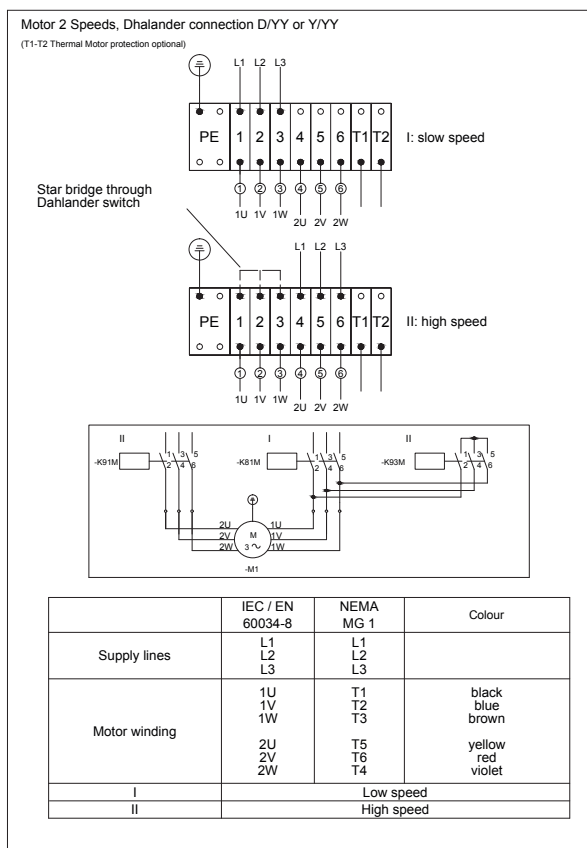 Motor 2 Speeds, Dhalander connection D/YY or Y/YY
(T1-T2 Thermal Motor protection optional)
L1 L2 L3
PE 1 2 3 4 5 6 T1 T2 I: slow speed
1 2 3 4 5 6
1U 1V 1W 2U 2V 2W
Star bridge through
Dahlander switch
L1 L2 L3
PE 1 2 3 4 5 6 T1 T2 II: high speed
1 2 3 4 5 6
1U 1V 1W 2U 2V 2W
II I II
-K91M 1 3 5 -K81M 1 3 5 -K93M 1 3 5
2 4 6 2 4 6 2 4 6
2U M 1U
2V 1V
2W 3 ~ 1W
-M1
IEC / EN NEMA Colour
60034-8 MG 1
Supply lines
L1 L1
L2 L2
L3 L3
Motor winding
1U T1 black
1V T2 blue
1W T3 brown
2U T5 yellow
2V T6 red
2W T4 violet
I Low speed
II High speed